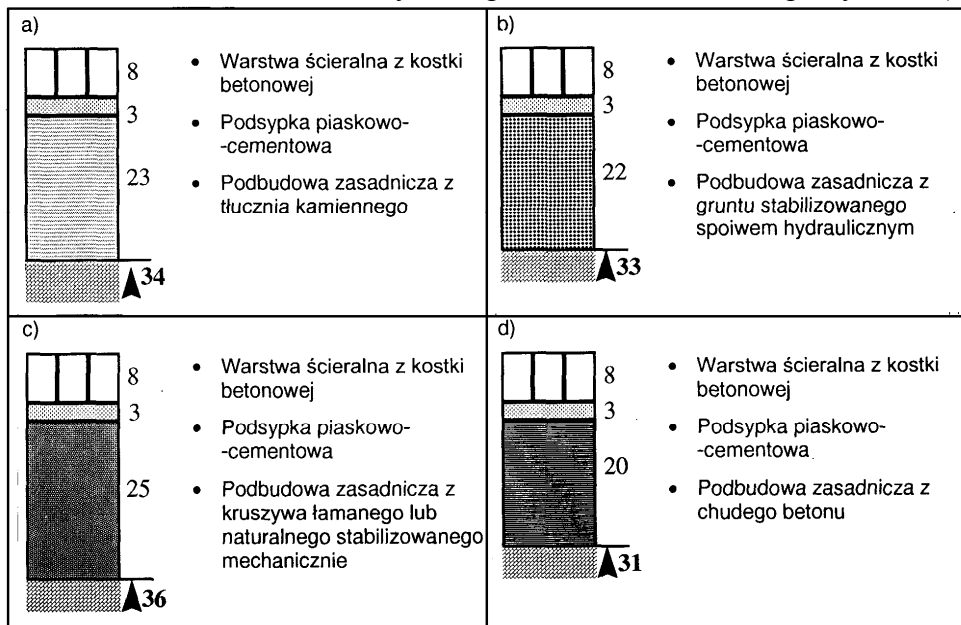 a)
8
3
23
34
• Warstwa ścieralna z kostki
betonowej
• Podsypka piaskowo-
-cementowa
• Podbudowa zasadnicza z
tłucznia kamiennego
b)
8
3
22
33
• Warstwa ścieralna z kostki
betonowej
• Podsypka piaskowo-
-cementowa
• Podbudowa zasadnicza z
gruntu stabilizowanego
spoiwem hydraulicznym
c)
8
3
25
36
• Warstwa ścieralna z kostki
betonowej
• Podsypka piaskowo-
-cementowa
• Podbudowa zasadnicza z
kruszywa łamanego lub
naturalnego stabilizowanego
mechanicznie
d)
8
3
20
31
• Warstwa ścieralna z kostki
betonowej
• Podsypka piaskowo-
-cementowa
• Podbudowa zasadnicza z
chudego betonu